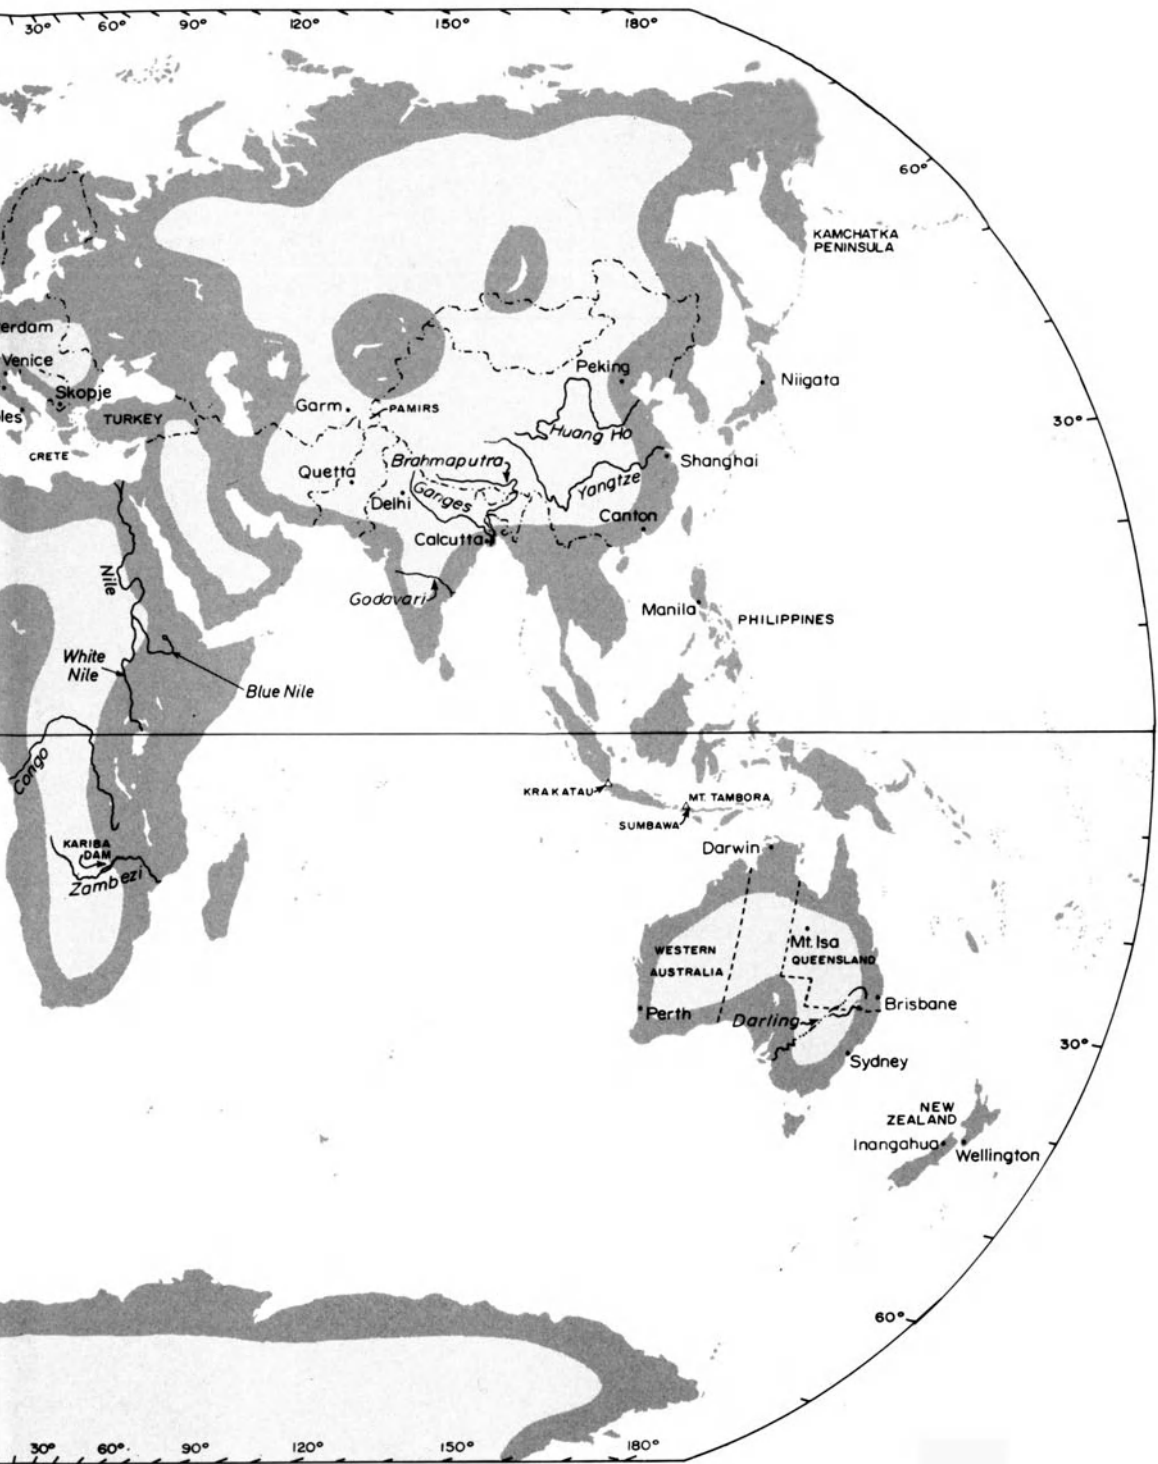 30° 60° 90° 120° 150° 180°
60°
KAMCHATKA
PENINSULA
erdam
Venice
Skopje
les
TURKEY
CRETE
Garm
PAMIRS
Peking
Niigata
30°
Huang Ho
Quetta
Brahmaputra
Shanghai
Ganges
Yangtze
Delhi
Canton
Calcutta
Nile
Godavari
Manila
PHILIPPINES
White
Nile
Blue Nile
Congo
KRAKATAU
MT. TAMBORA
SUMBAWA
KARIBA
DAM
Zambezi
Darwin
Mt. Isa
WESTERN
AUSTRALIA
QUEENSLAND
Perth
Darling
Brisbane
30°
Sydney
NEW
ZEALAND
Inangahua
Wellington
60°
30° 60° 90° 120° 150° 180°